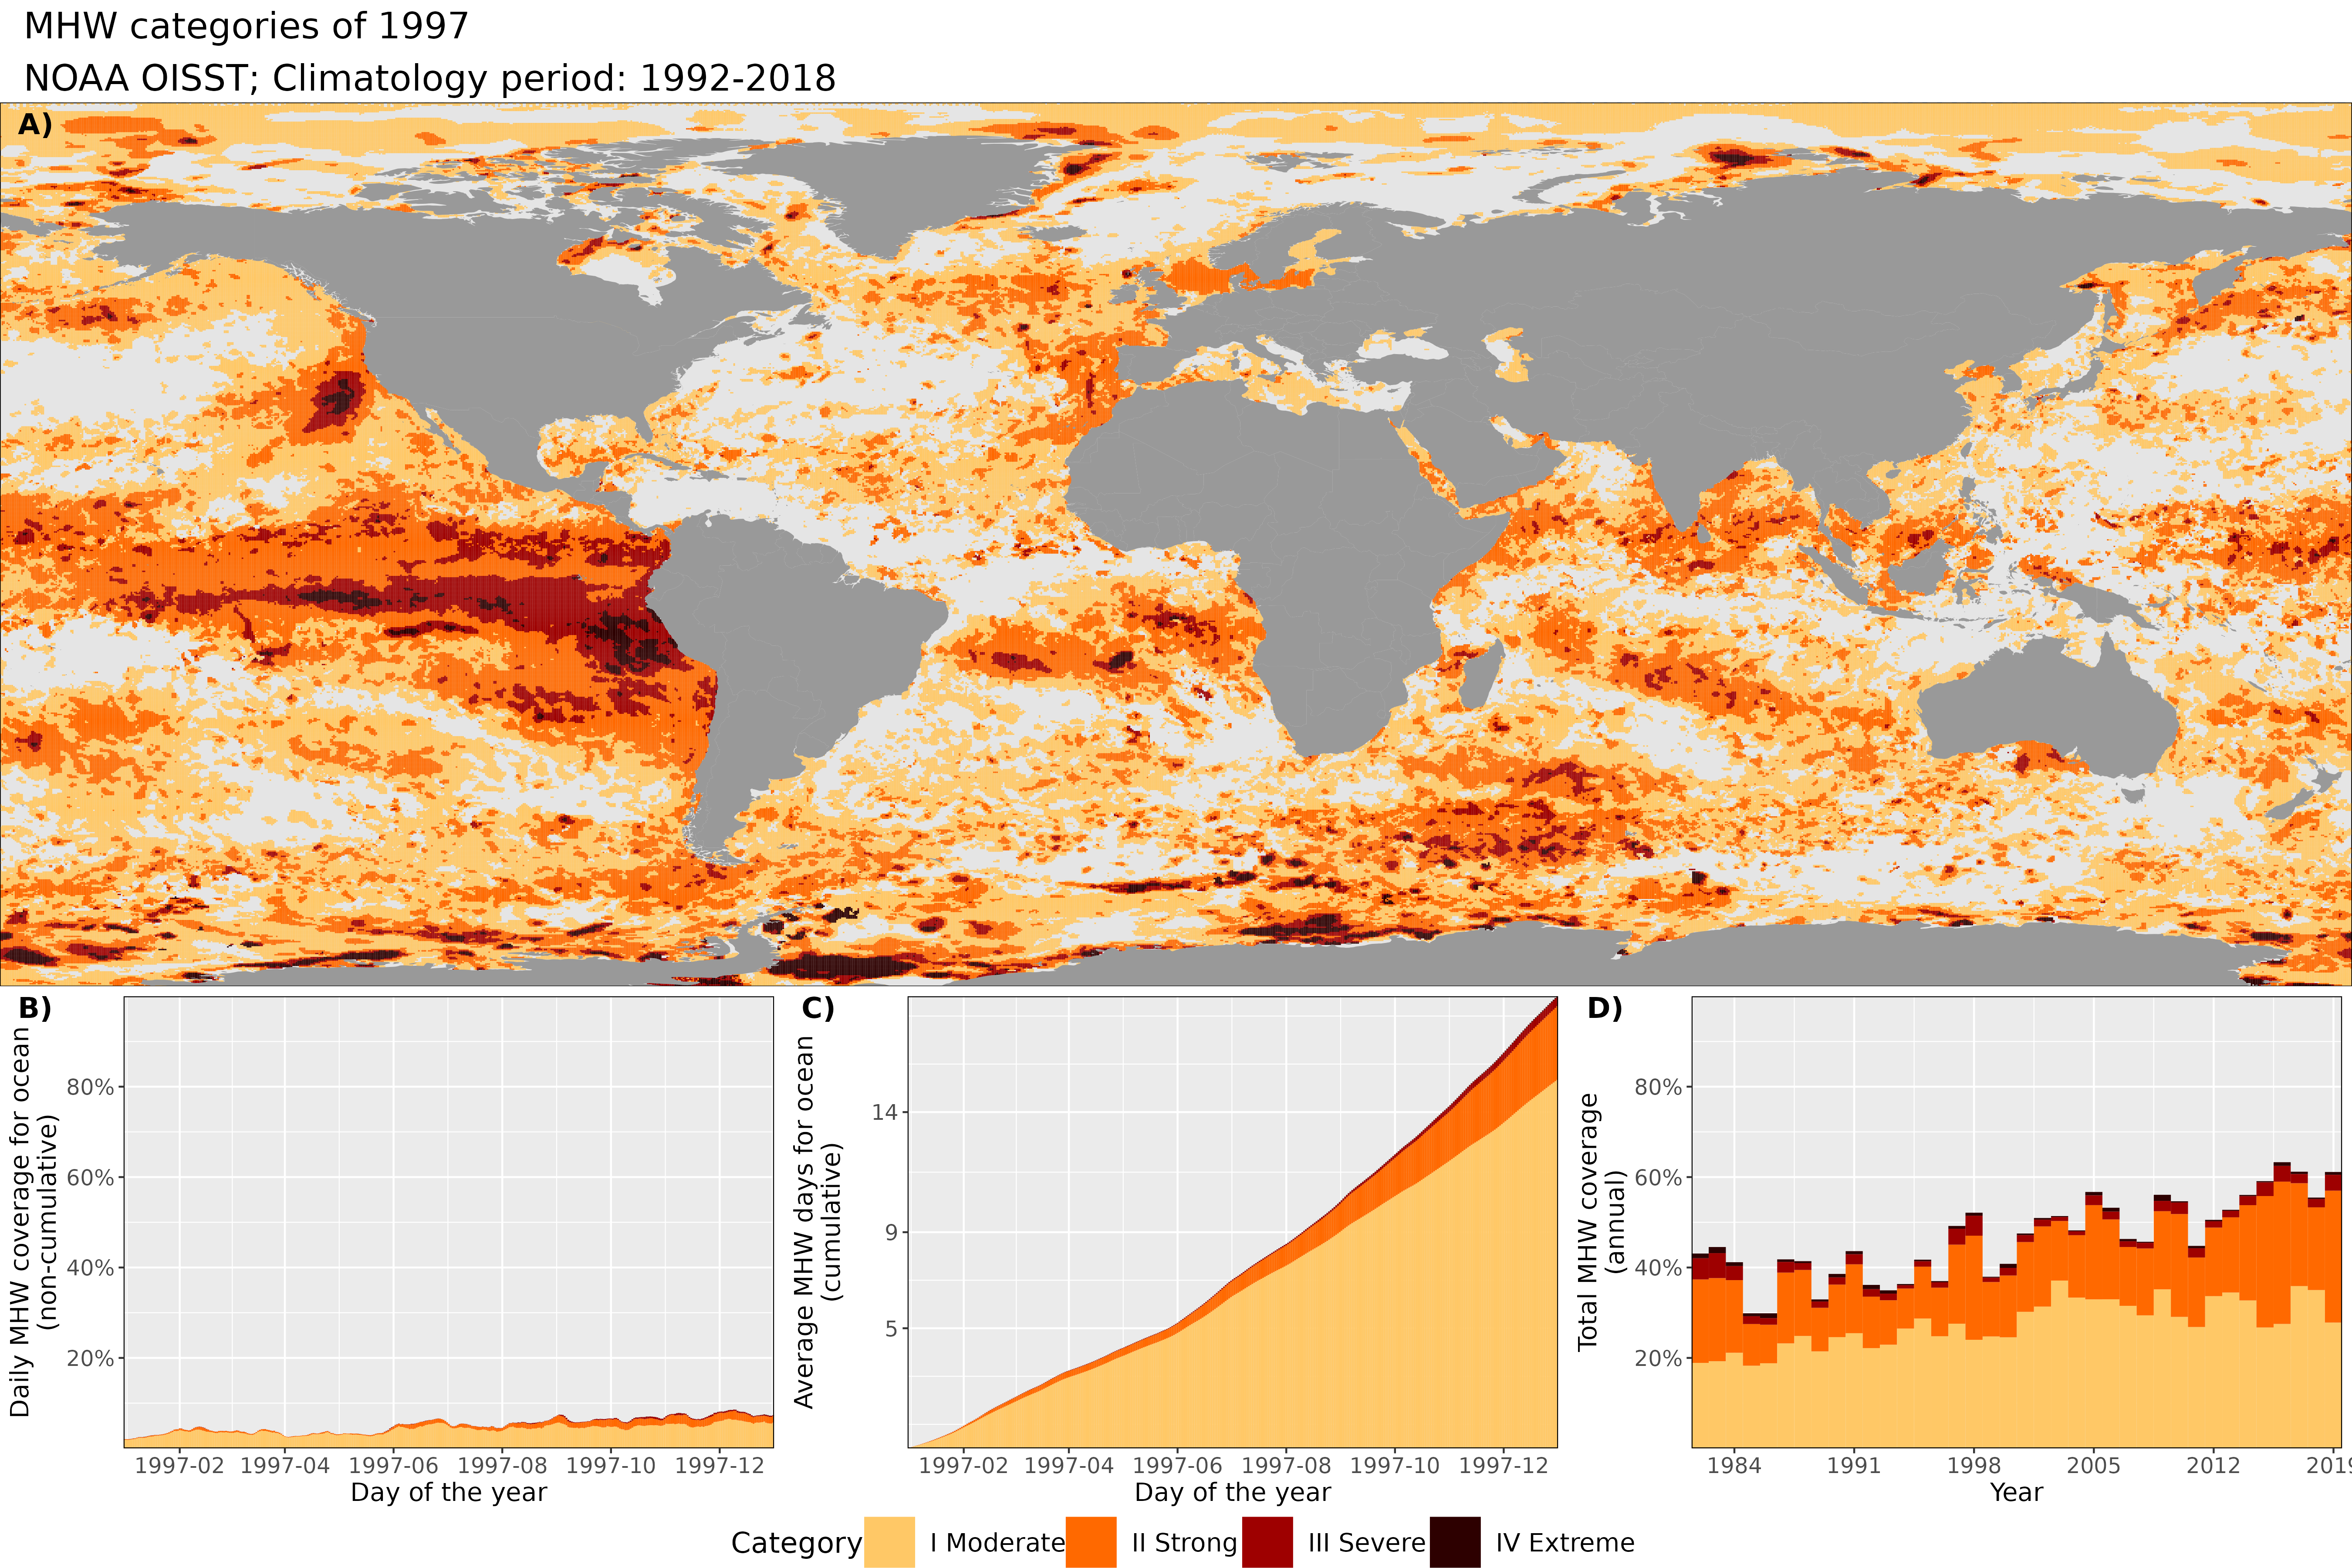 MHW categories of 1997
NOAA OISST; Climatology period: 1992-2018
A)
B)
Daily MHW coverage for ocean
(non-cumulative)
80%
60%
40%
20%
1997-02 1997-04 1997-06 1997-08 1997-10 1997-12
Day of the year
C)
Average MHW days for ocean
(cumulative)
14
9
5
1997-02 1997-04 1997-06 1997-08 1997-10 1997-12
Day of the year
D)
Total MHW coverage
(annual)
80%
60%
40%
20%
1984 1991 1998 2005 2012 2019
Year
Category I Moderate II Strong III Severe IV Extreme